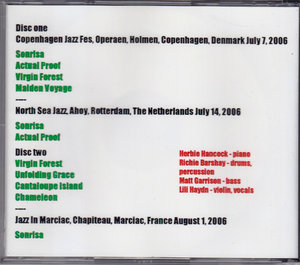 Disc one
Copenhagen Jazz Fes, Operaen, Holmen, Copenhagen, Denmark July 7, 2006
Sonrisa
Actual Proof
Virgin Forest
Maiden Voyage
----
North Sea Jazz, Ahoy, Rotterdam, The Netherlands July 14, 2006
Sonrisa
Actual Proof
Disc two
Virgin Forest
Unfolding Grace
Cantaloupe Island
Chameleon
Herbie Hancock - piano
Richie Barshay - drums,
percussion
Matt Garrison - bass
Lili Haydn - violin, vocals
----
Jazz In Marciac, Chapiteau, Marciac, France August 1, 2006
Sonrisa